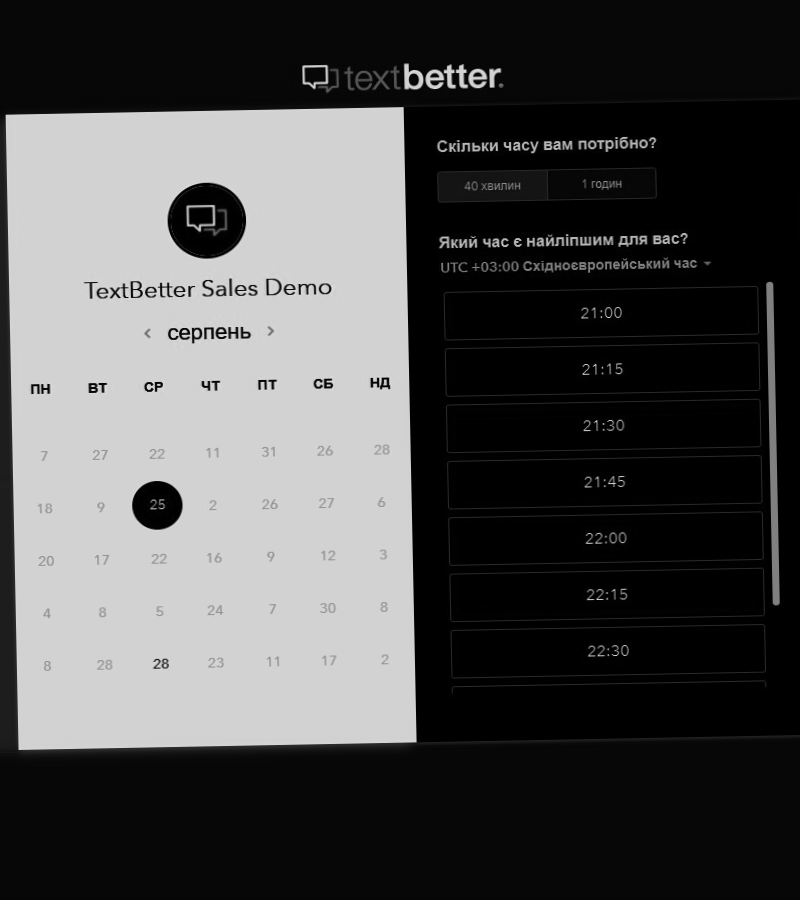 textbetter.
TextBetter Sales Demo
< серпень >
ПН ВТ СР ЧТ ПТ СБ НД
7 27 22 11 31 26 28
18 9 25 2 26 27 6
20 17 22 16 9 12 3
4 8 5 24 7 30 8
8 28 28 23 11 17 2
Скільки часу вам потрібно?
40 хвилин 1 годин
Який час є найліпшим для вас?
UTC +03:00 Східноєвропейський час
21:00
21:15
21:30
21:45
22:00
22:15
22:30